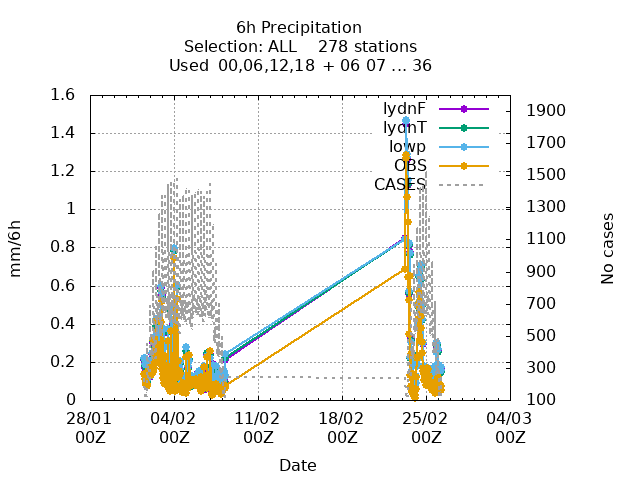 6h Precipitation
Selection: ALL 278 stations
Used 00,06,12,18 + 06 07 ... 36
mm/6h
1.6
1.4
1.2
1
0.8
0.6
0.4
0.2
0
lydnF
lydnT
lowp
OBS
CASES
1900
1700
1500
1300
1100
900
700
500
300
100
No cases
28/01 04/02 11/02 18/02 25/02 04/03
00Z 00Z 00Z 00Z 00Z 00Z
Date